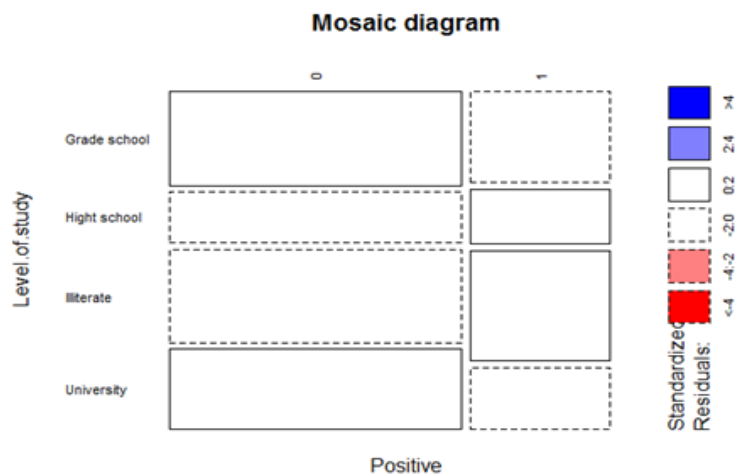 Mosaic diagram
0
1
Grade school
Hight school
Illiterate
University
Level.of.study
Positive
Standardized
Residuals:
<-4
-4:-2
-2:0
0:2
2:4
>4